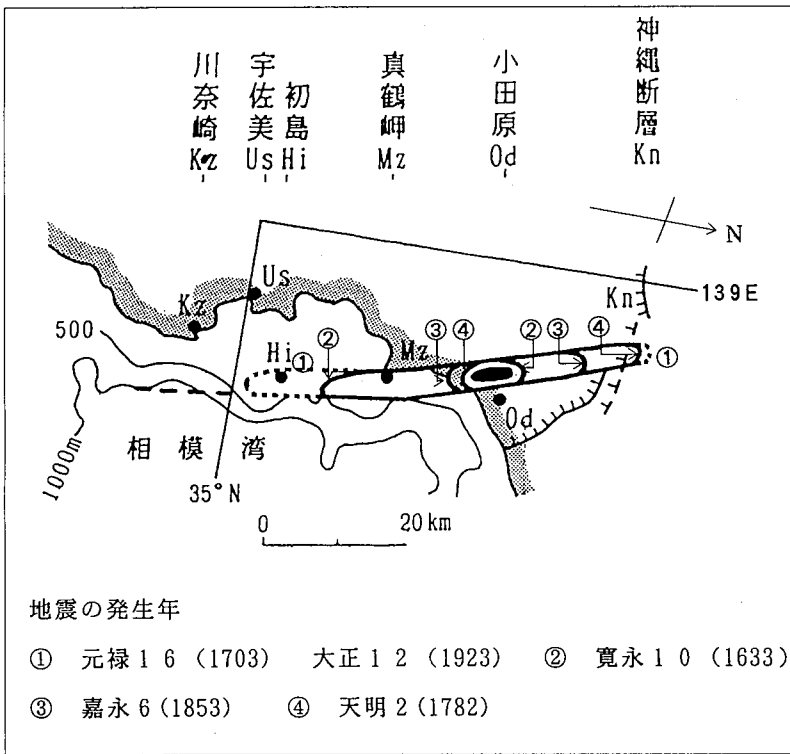 川奈崎 Kz
宇佐美 Us
初島 Hi
真鶴岬 Mz
小田原 Od
神縄断層 Kn
N
139E
Us
Kz
Kn
500
③ ④ ② ③ ④
Hi ① ② Mz ①
Od
相模湾
1000m
35°N
0 20km
地震の発生年
① 元禄16 (1703) 大正12 (1923) ② 寛永10 (1633)
③ 嘉永6 (1853) ④ 天明2 (1782)